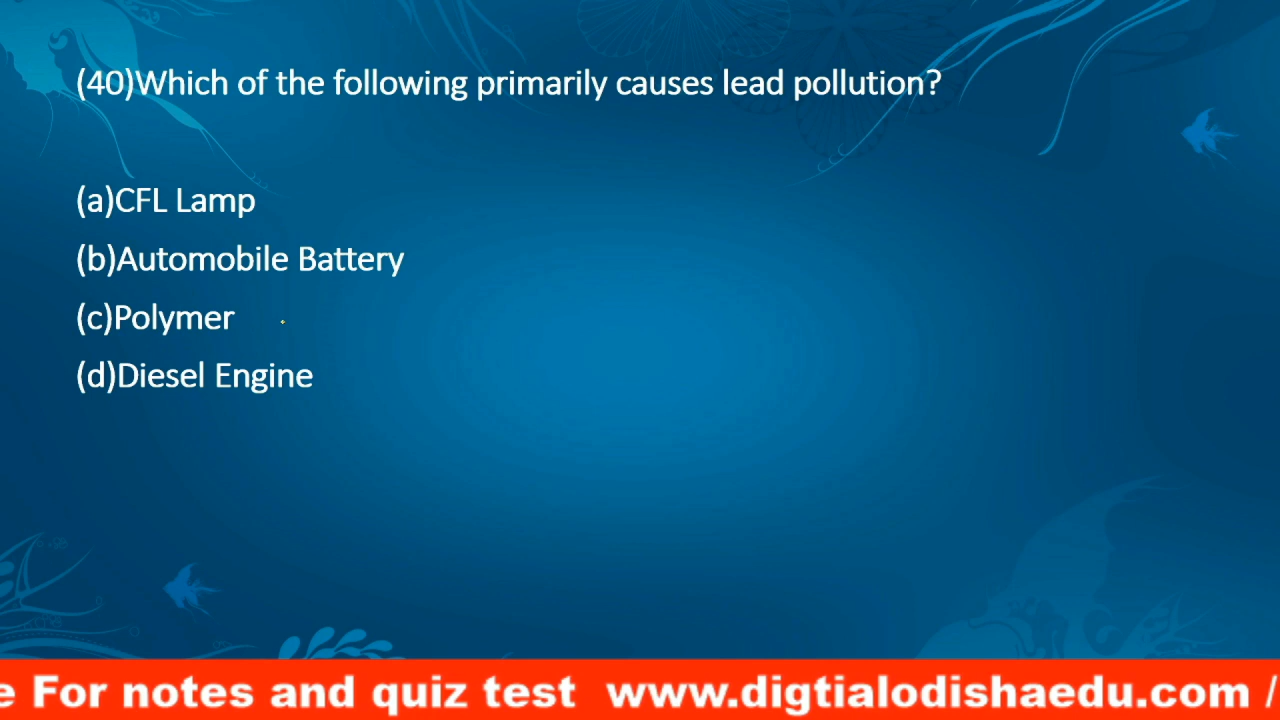 (40)Which of the following primarily causes lead pollution?
(a)CFL Lamp
(b)Automobile Battery
(c)Polymer
(d)Diesel Engine
e For notes and quiz test www.digtialodishaedu.com /